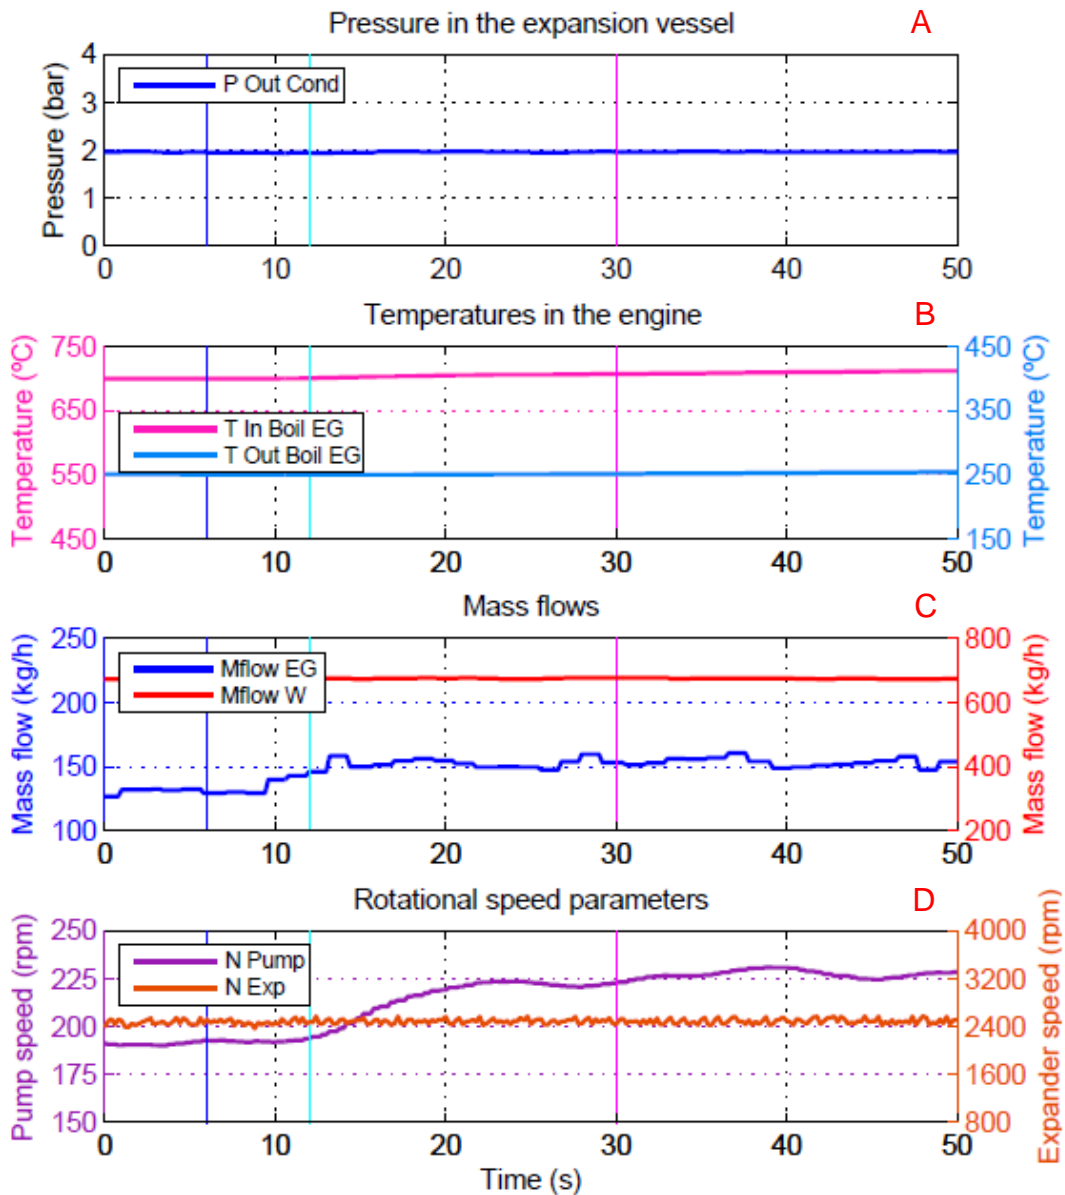 Pressure in the expansion vessel A
Pressure (bar)
4
3
2
1
0
P Out Cond
0 10 20 30 40 50
Temperatures in the engine B
Temperature (ºC)
750
650
550
450
T In Boil EG
T Out Boil EG
450
350
250
150
Temperature (ºC)
0 10 20 30 40 50
Mass flows C
Mass flow (kg/h)
250
200
150
100
Mflow EG
Mflow W
800
600
400
200
Mass flow (kg/h)
0 10 20 30 40 50
Rotational speed parameters D
Pump speed (rpm)
250
225
200
175
150
N Pump
N Exp
4000
3200
2400
1600
800
Expander speed (rpm)
0 10 20 30 40 50
Time (s)